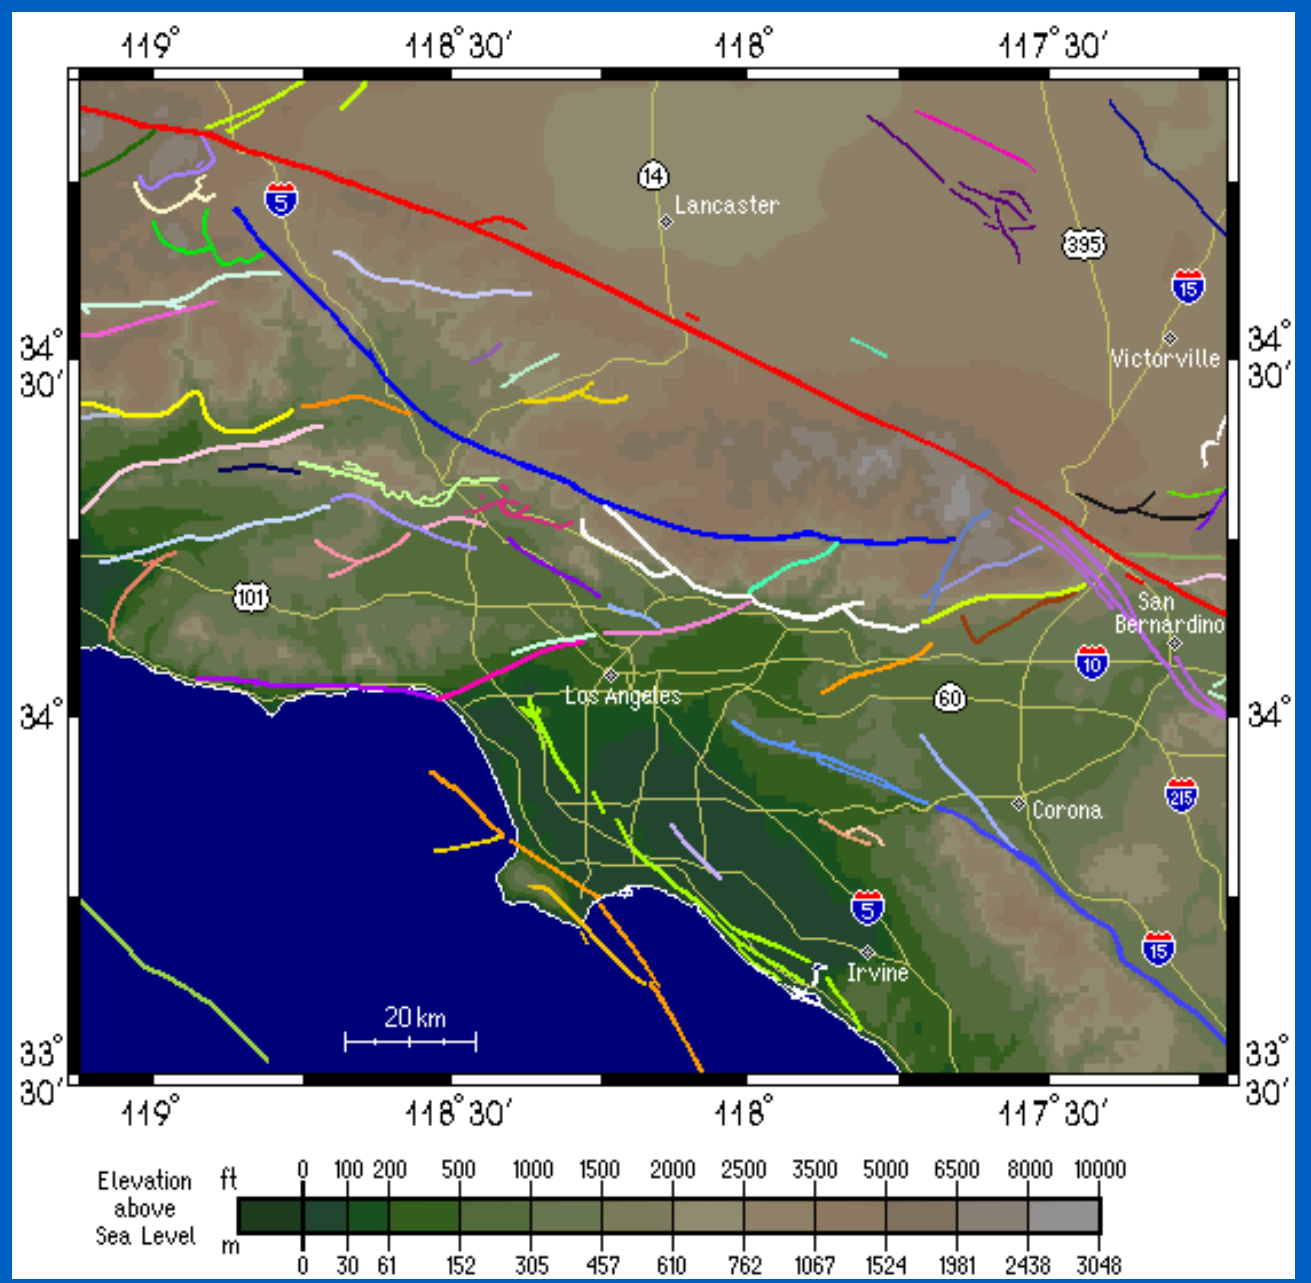 119° 118°30′ 118° 117°30′
14
Lancaster
5
395
15
34°
30′
34°
30′
Victorville
101
San
Bernardino
10
Los Angeles
60
34°
34°
215
Corona
5
15
Irvine
20 km
33°
30′
33°
30′
119° 118°30′ 118° 117°30′
Elevation
above
Sea Level
ft 0 100 200 500 1000 1500 2000 2500 3500 5000 6500 8000 10000
m 0 30 61 152 305 457 610 762 1067 1524 1981 2438 3048